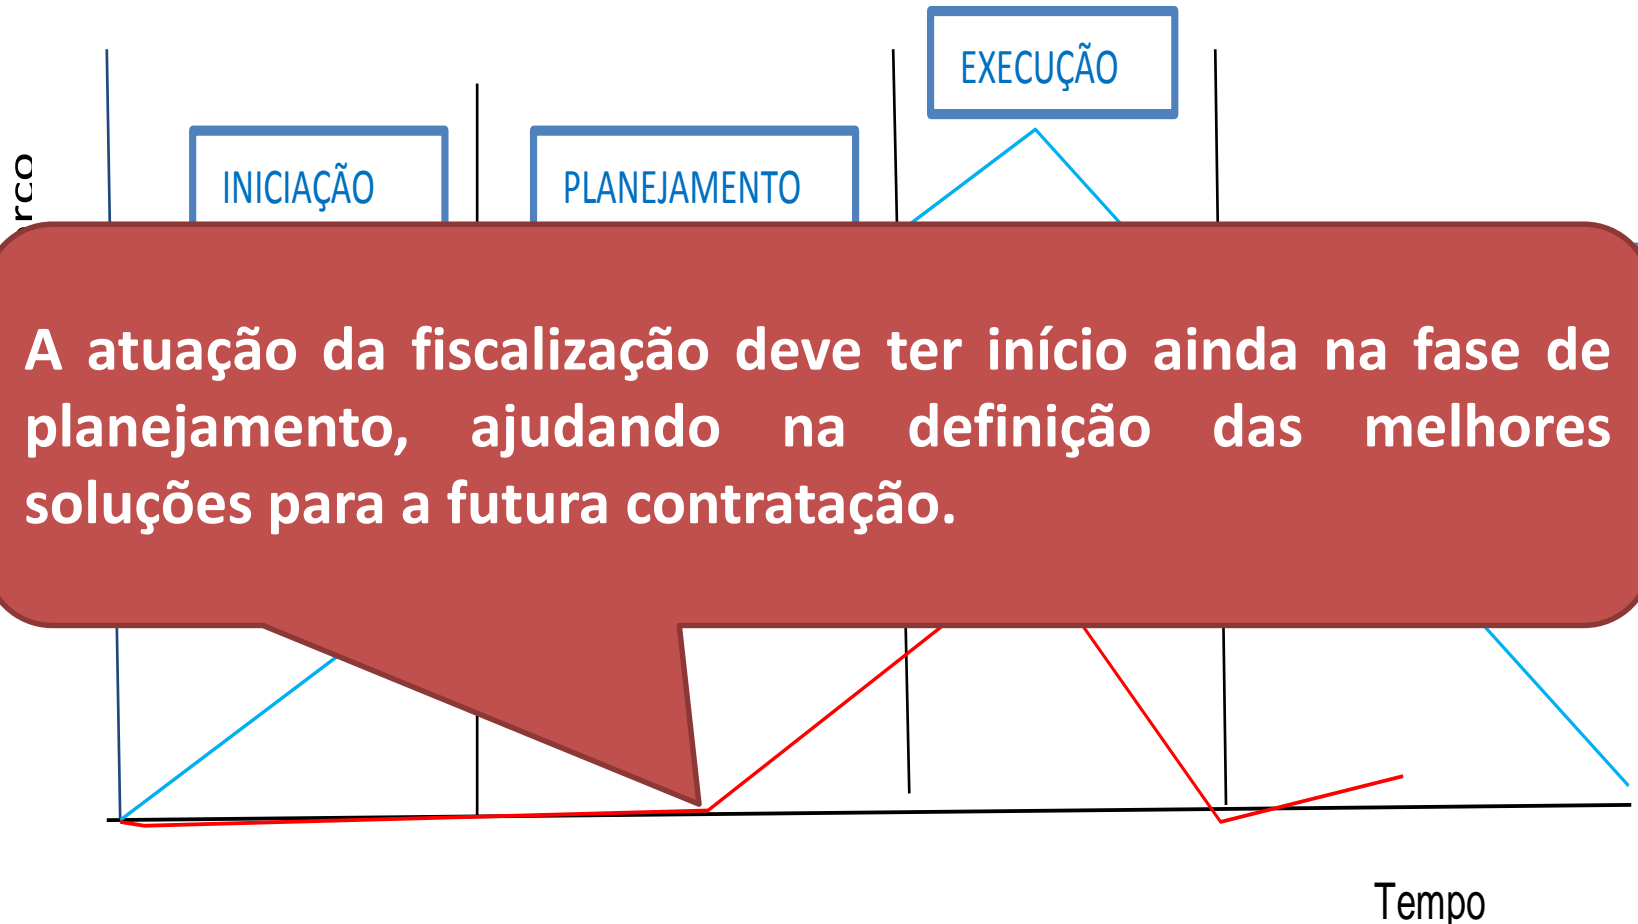 EXECUÇÃO
INICIAÇÃO
PLANEJAMENTO
A atuação da fiscalização deve ter início ainda na fase de
planejamento, ajudando na definição das melhores
soluções para a futura contratação.
Tempo